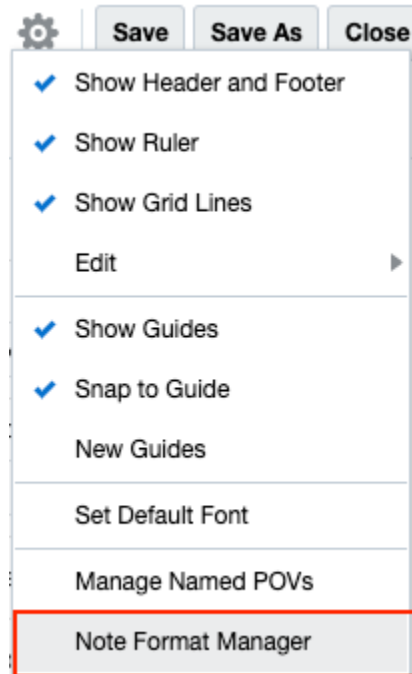 Save Save As Close
Show Header and Footer
Show Ruler
Show Grid Lines
Edit
Show Guides
Snap to Guide
New Guides
Set Default Font
Manage Named POVs
Note Format Manager